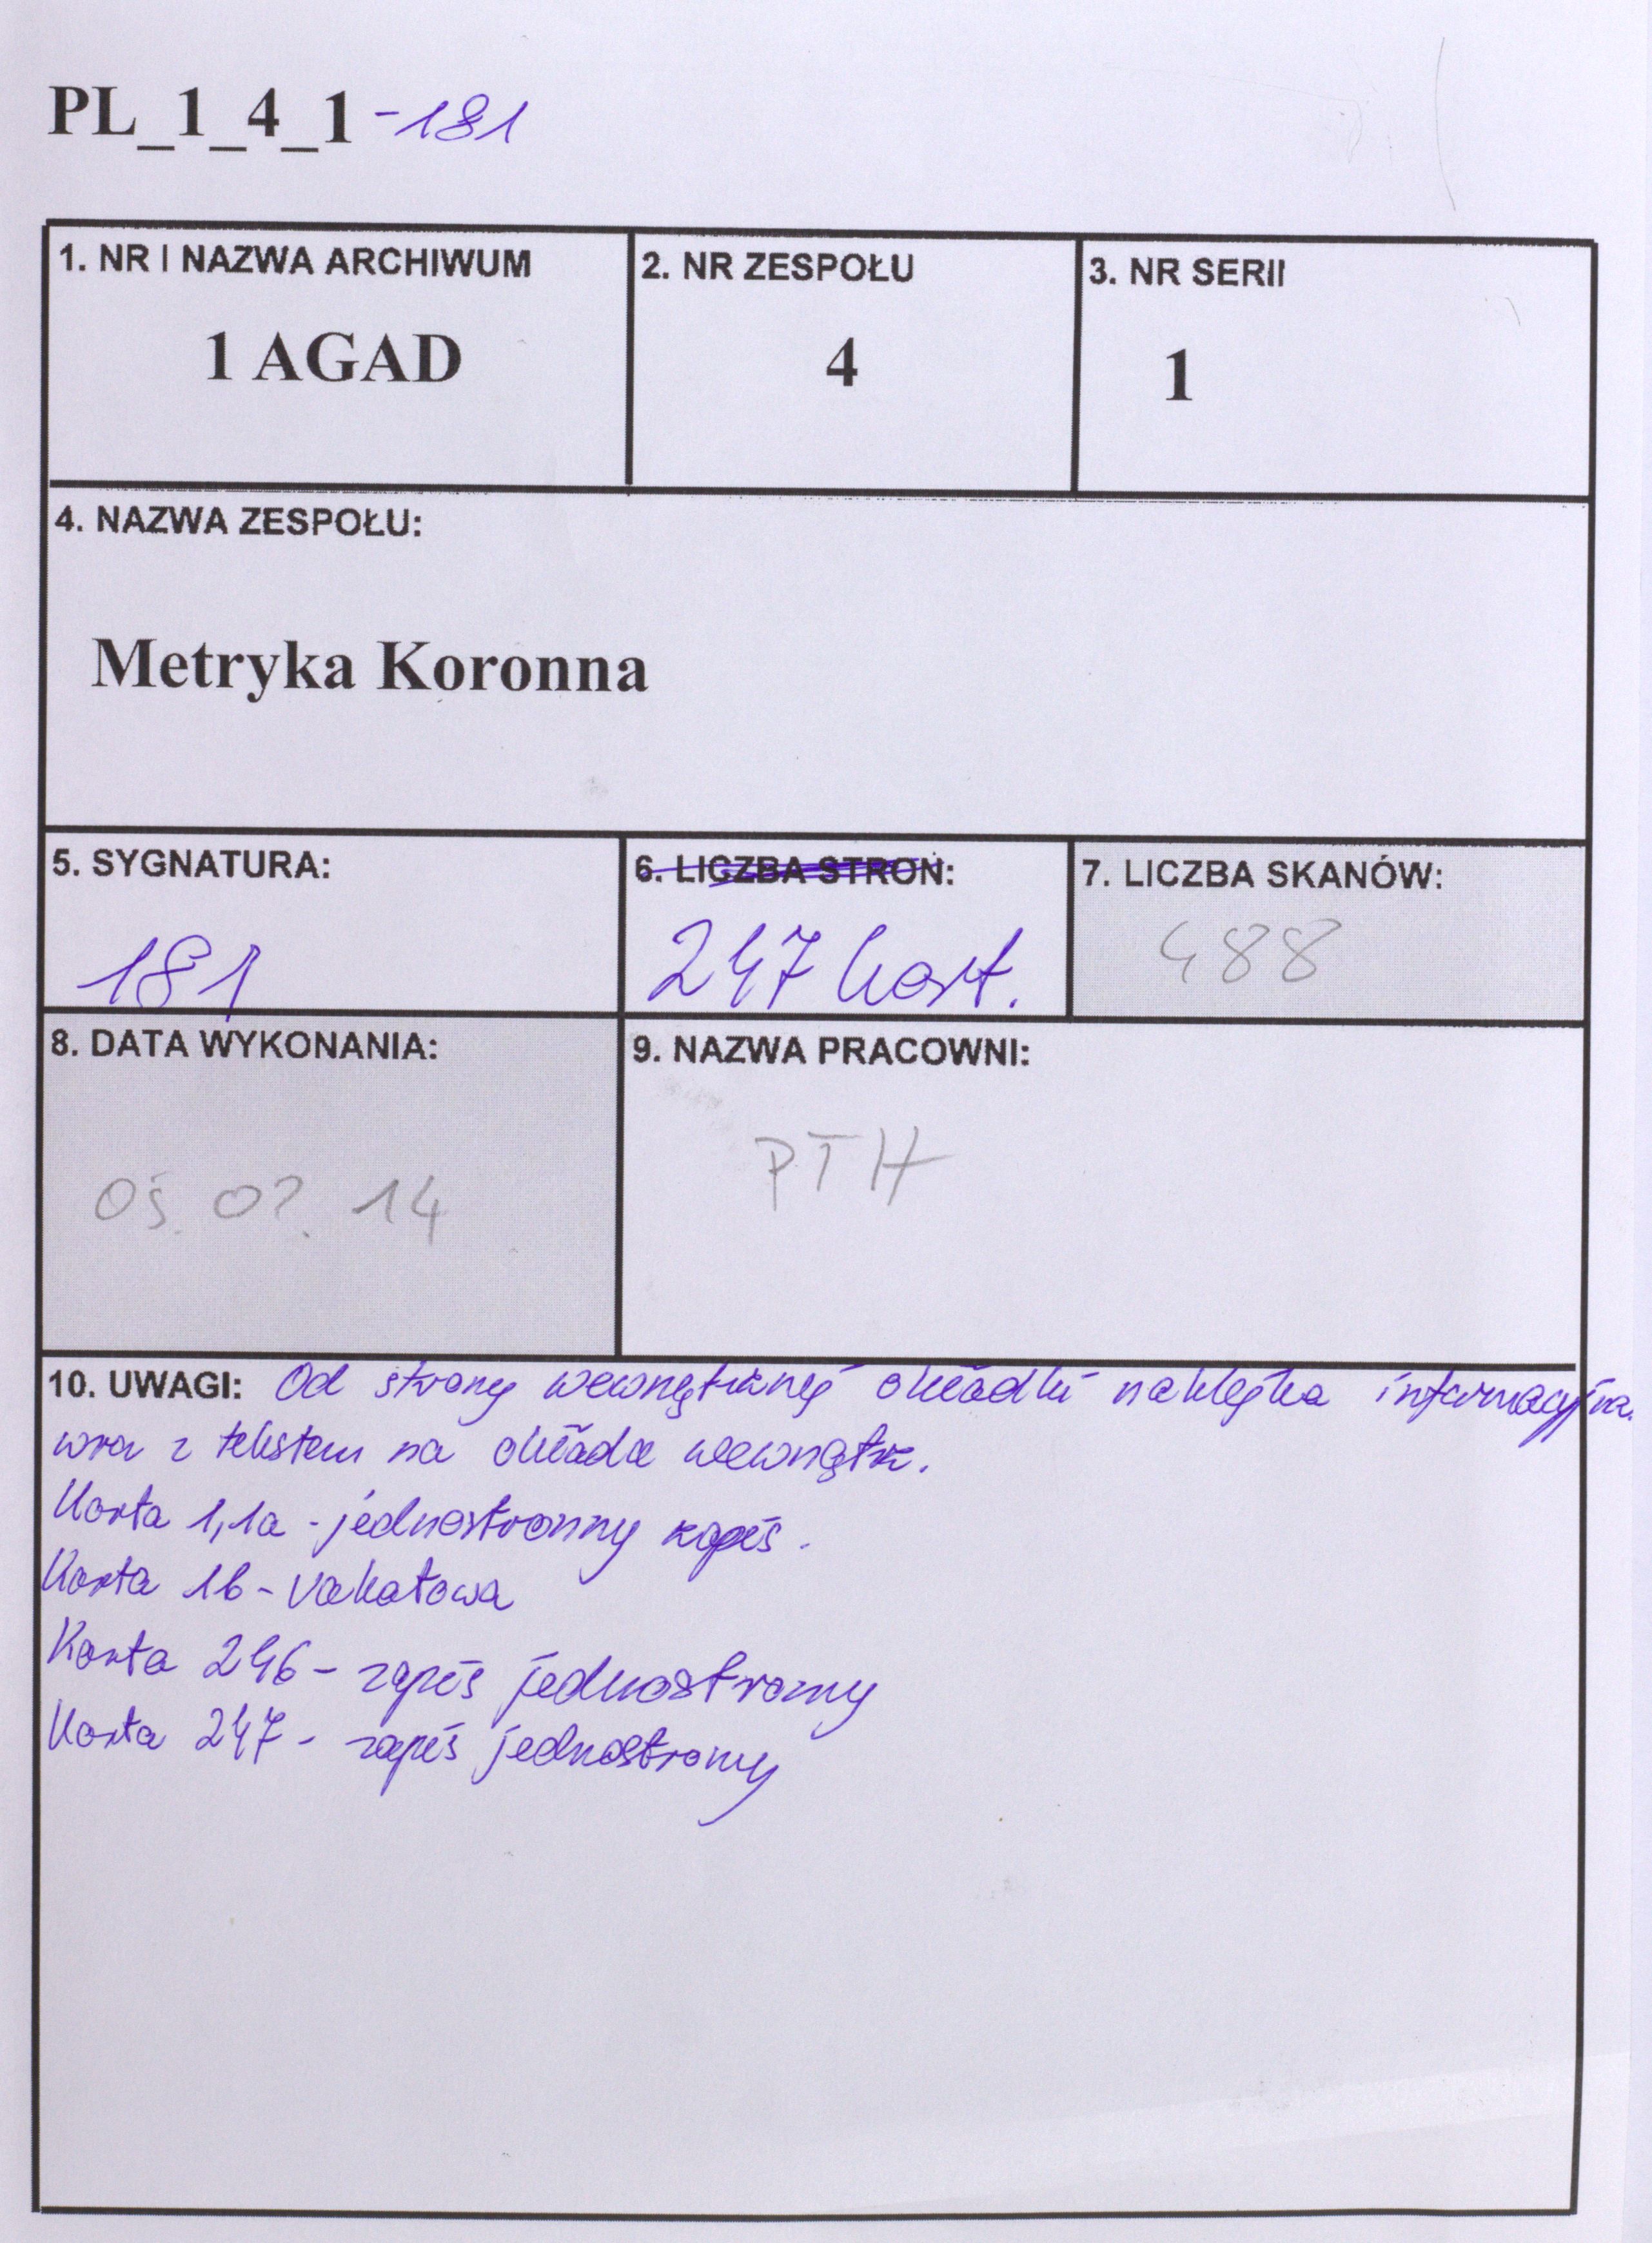 PL_1_4_1 -181
1. NR I NAZWA ARCHIWUM
1 AGAD
2. NR ZESPOŁU
4
3. NR SERII
1
4. NAZWA ZESPOŁU:
Metryka Koronna
5. SYGNATURA:
181
6. LICZBA STRON:
247 kart.
7. LICZBA SKANÓW:
488
8. DATA WYKONANIA:
05. 02. 14
9. NAZWA PRACOWNI:
PTH
10. UWAGI: Od strony wewnętrznej okładki naklejka informacyjna
wraz z tekstem na okładce wewnątrz.
Karta 1, 1a - jednostronny zapis.
Karta 1b - vakatowa
Karta 246 - zapis jednostronny
Karta 247 - zapis jednostronny